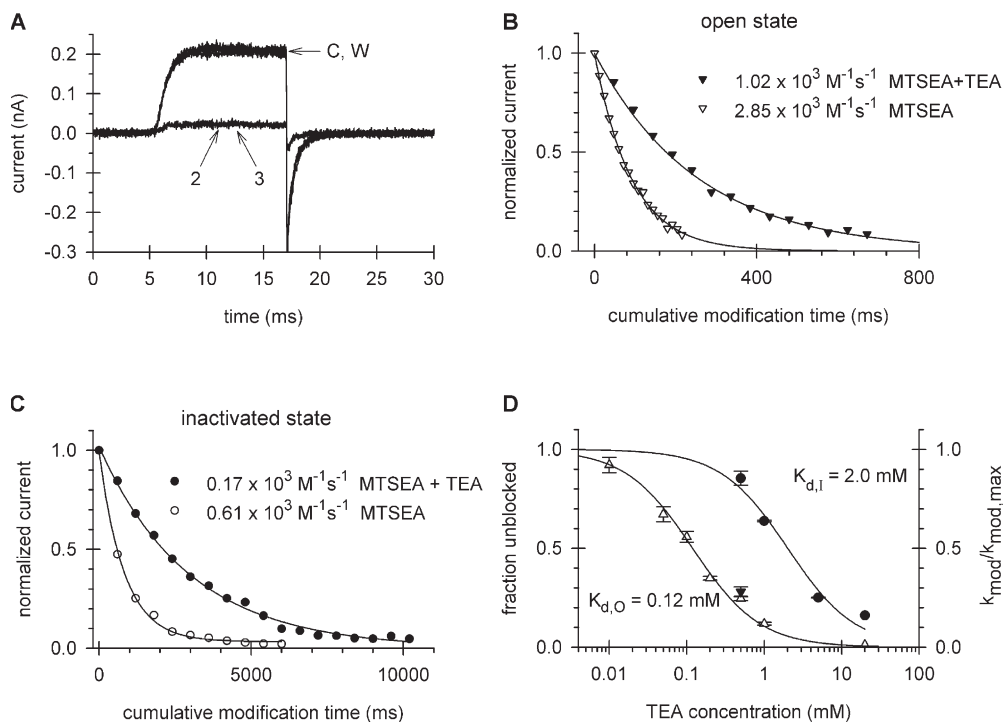 A
current (nA)
0.2
0.1
0.0
-0.1
-0.2
-0.3
C, W
2
3
0 5 10 15 20 25 30
time (ms)
B
open state
normalized current
1.0
0.5
0.0
1.02 x 10³ M⁻¹s⁻¹ MTSEA+TEA
2.85 x 10³ M⁻¹s⁻¹ MTSEA
0 400 800
cumulative modification time (ms)
C
inactivated state
normalized current
1.0
0.5
0.0
0.17 x 10³ M⁻¹s⁻¹ MTSEA + TEA
0.61 x 10³ M⁻¹s⁻¹ MTSEA
0 5000 10000
cumulative modification time (ms)
D
fraction unblocked
1.0
0.5
0.0
K_d,I = 2.0 mM
K_d,O = 0.12 mM
1.0
0.5
0.0
k_mod/k_mod,max
0.01 0.1 1 10 100
TEA concentration (mM)